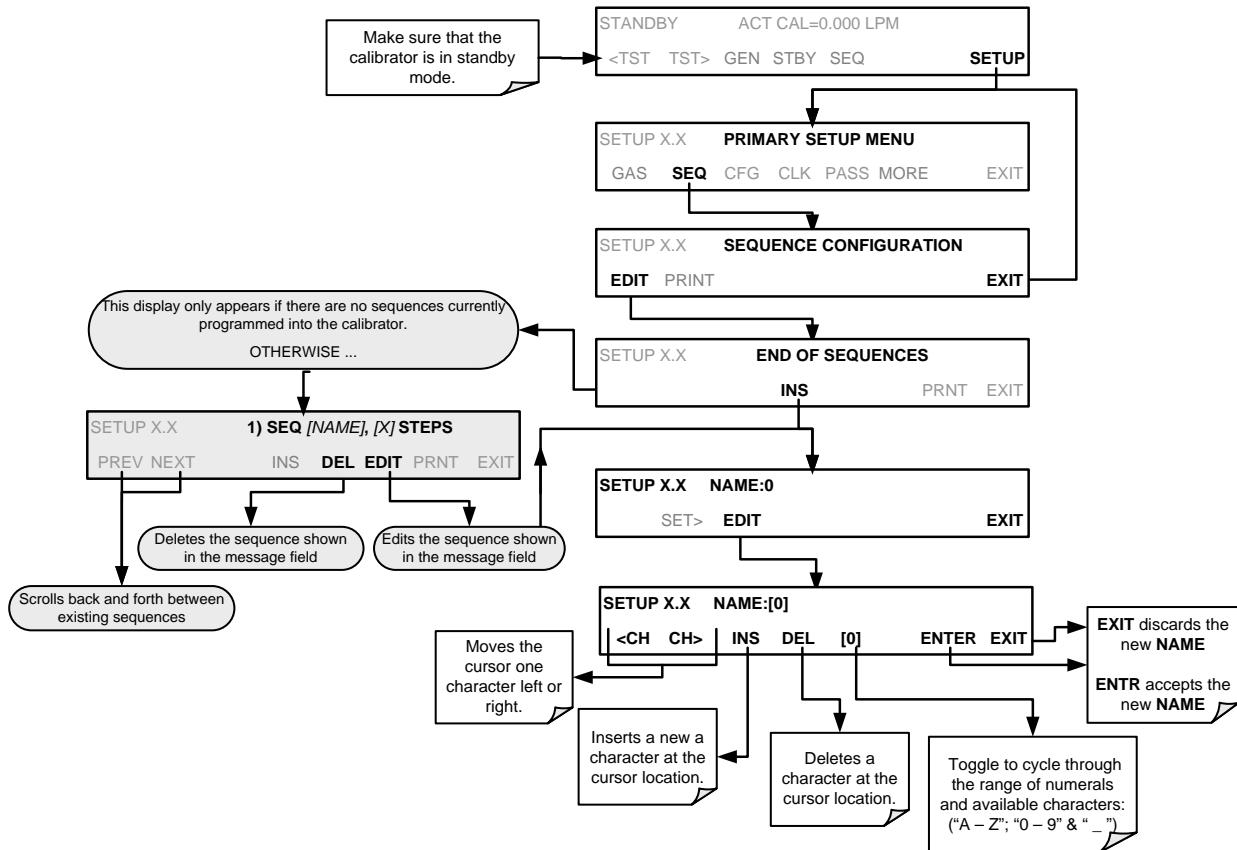 Make sure that the
calibrator is in standby
mode.
STANDBY ACT CAL=0.000 LPM
<TST TST> GEN STBY SEQ SETUP
SETUP X.X PRIMARY SETUP MENU
GAS SEQ CFG CLK PASS MORE EXIT
SETUP X.X SEQUENCE CONFIGURATION
EDIT PRINT EXIT
This display only appears if there are no sequences currently
programmed into the calibrator.
OTHERWISE ...
SETUP X.X END OF SEQUENCES
INS PRNT EXIT
SETUP X.X 1) SEQ [NAME], [X] STEPS
PREV NEXT INS DEL EDIT PRNT EXIT
Deletes the sequence shown
in the message field
Edits the sequence shown
in the message field
Scrolls back and forth between
existing sequences
SETUP X.X NAME:0
SET> EDIT EXIT
SETUP X.X NAME:[0]
<CH CH> INS DEL [0] ENTER EXIT
EXIT discards the
new NAME
ENTR accepts the
new NAME
Moves the
cursor one
character left or
right.
Inserts a new a
character at the
cursor location.
Deletes a
character at the
cursor location.
Toggle to cycle through
the range of numerals
and available characters:
(“A – Z”; “0 – 9” & “ _ ”)